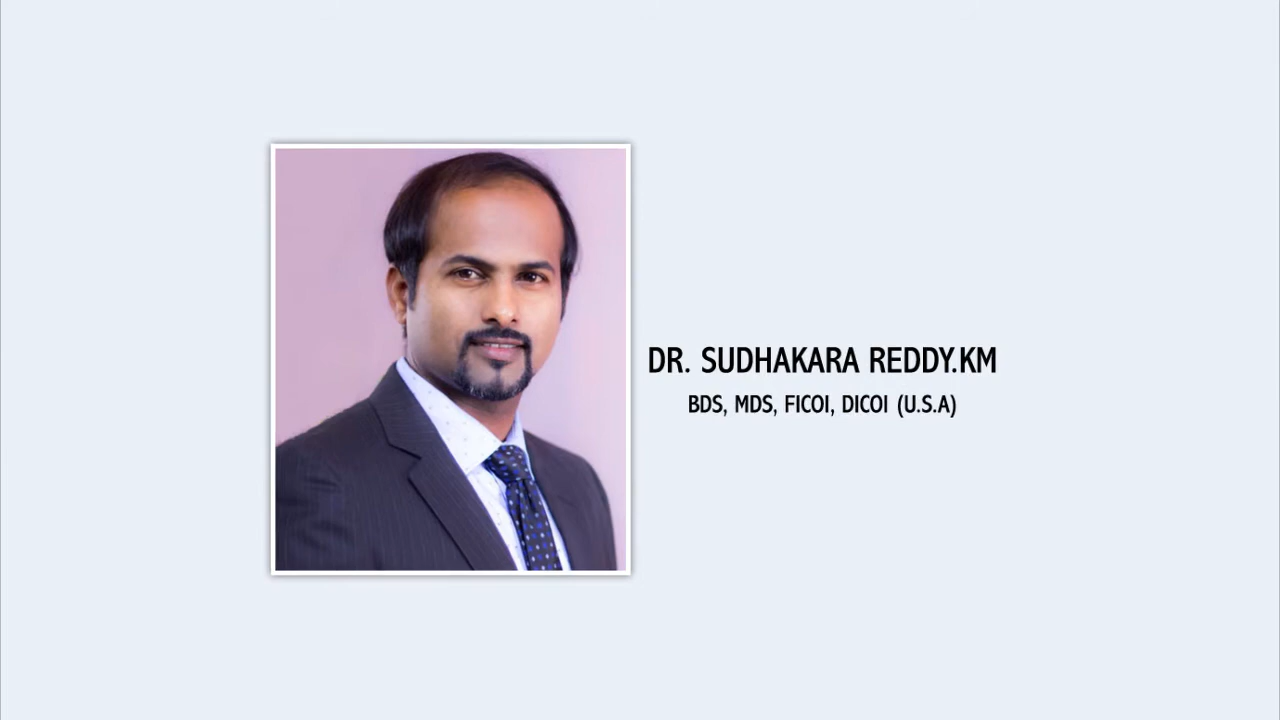 DR. SUDHAKARA REDDY.KM
BDS, MDS, FICOI, DICOI (U.S.A)